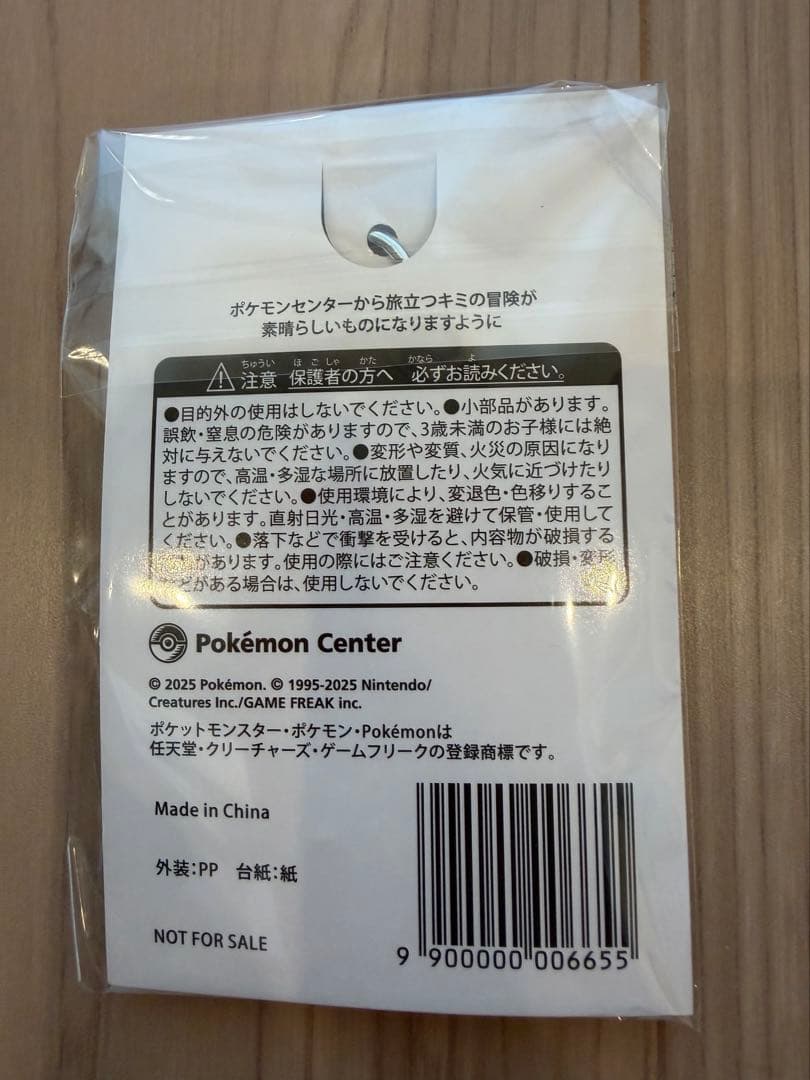 ポケモンセンターから旅立つキミの冒険が
素晴らしいものになりますように
ちゅうい ほごしゃ かた かなら よ
注意 保護者の方へ 必ずお読みください。
●目的外の使用はしないでください。●小部品があります。
誤飲・窒息の危険がありますので、3歳未満のお子様には絶
対に与えないでください。●変形や変質、火災の原因になり
ますので、高温・多湿な場所に放置したり、火気に近づけたり
しないでください。●使用環境により、変退色・色移りするこ
とがあります。直射日光・高温・多湿を避けて保管・使用して
ください。●落下などで衝撃を受けると、内容物が破損する
があります。使用の際にはご注意ください。●破損・変形
などがある場合は、使用しないでください。
Pokémon Center
© 2025 Pokémon. © 1995-2025 Nintendo/
Creatures Inc./GAME FREAK inc.
ポケットモンスター・ポケモン・Pokémonは
任天堂・クリーチャーズ・ゲームフリークの登録商標です。
Made in China
外装:PP 台紙:紙
NOT FOR SALE
9 900000 006655